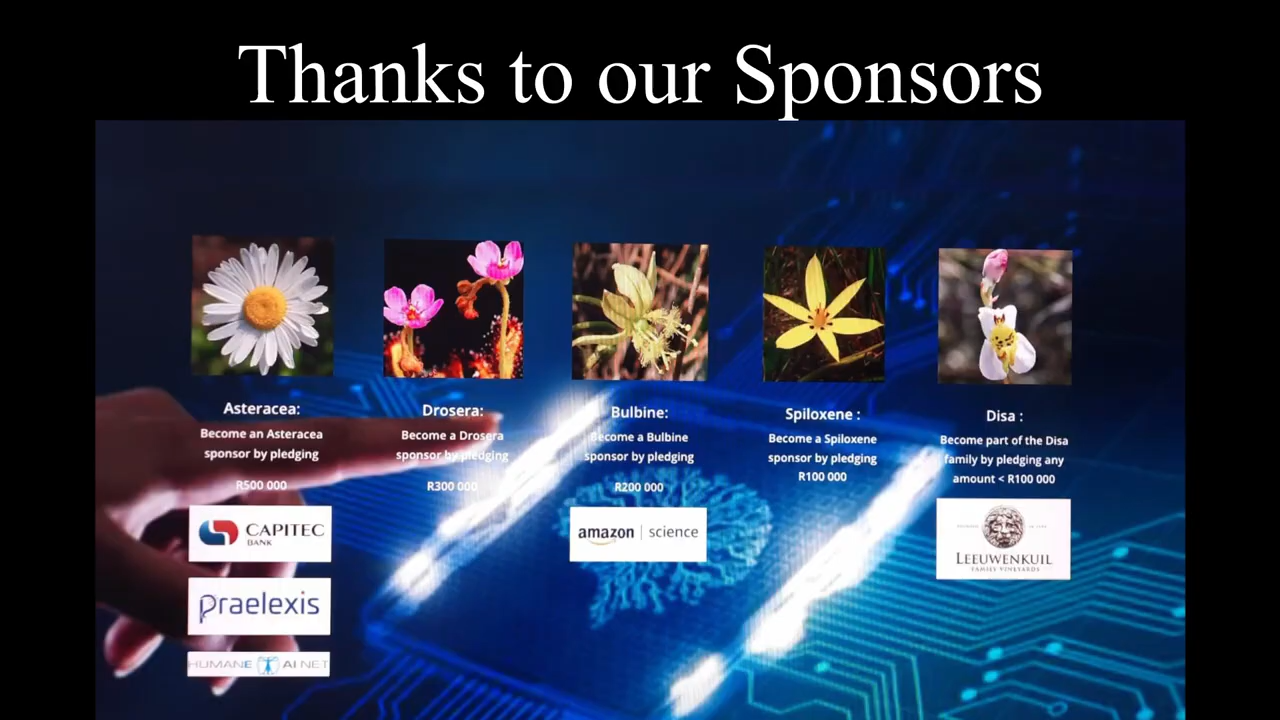 Thanks to our Sponsors
Asteracea:
Become an Asteracea
sponsor by pledging
R500 000
CAPITEC
BANK
praelexis
HUMANE AI NET
Drosera:
Become a Drosera
sponsor by pledging
R300 000
Bulbine:
Become a Bulbine
sponsor by pledging
R200 000
amazon | science
Spiloxene :
Become a Spiloxene
sponsor by pledging
R100 000
Disa :
Become part of the Disa
family by pledging any
amount < R100 000
LEEUWENKUIL
FAMILY VINEYARDS